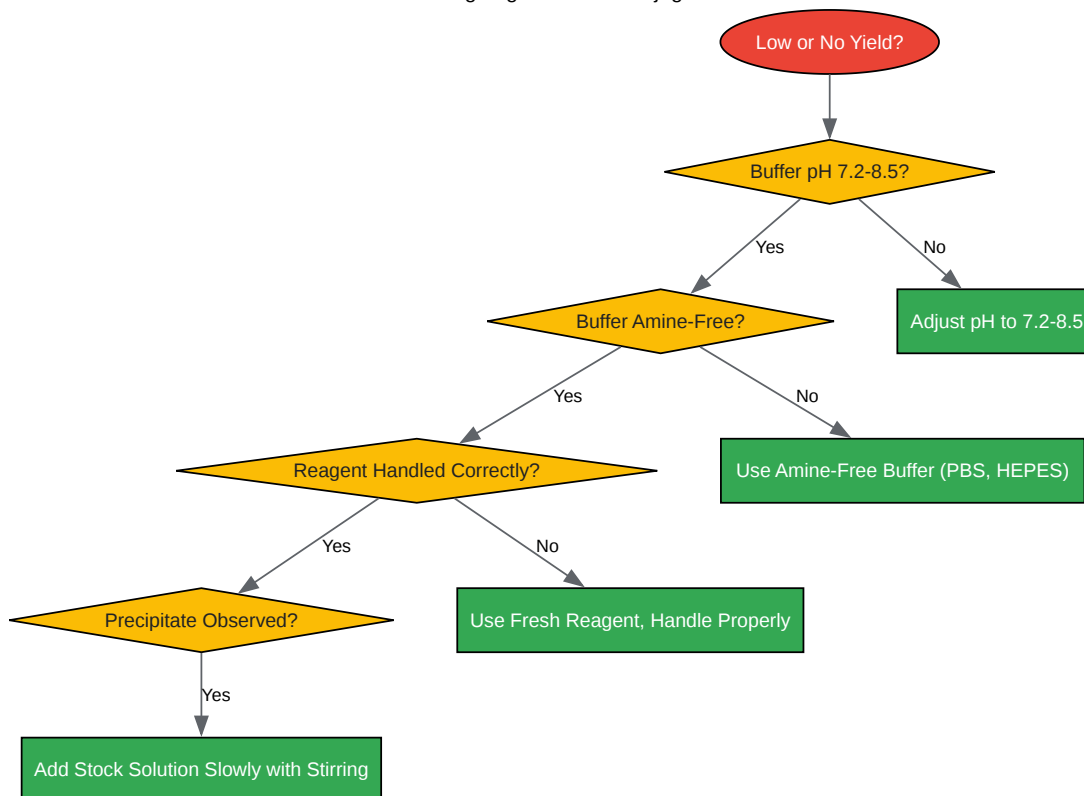 Low or No Yield?
Buffer pH 7.2-8.5?
Yes
No
Buffer Amine-Free?
Adjust pH to 7.2-8.5
Yes
No
Reagent Handled Correctly?
Use Amine-Free Buffer (PBS, HEPES)
Yes
No
Precipitate Observed?
Use Fresh Reagent, Handle Properly
Yes
Add Stock Solution Slowly with Stirring